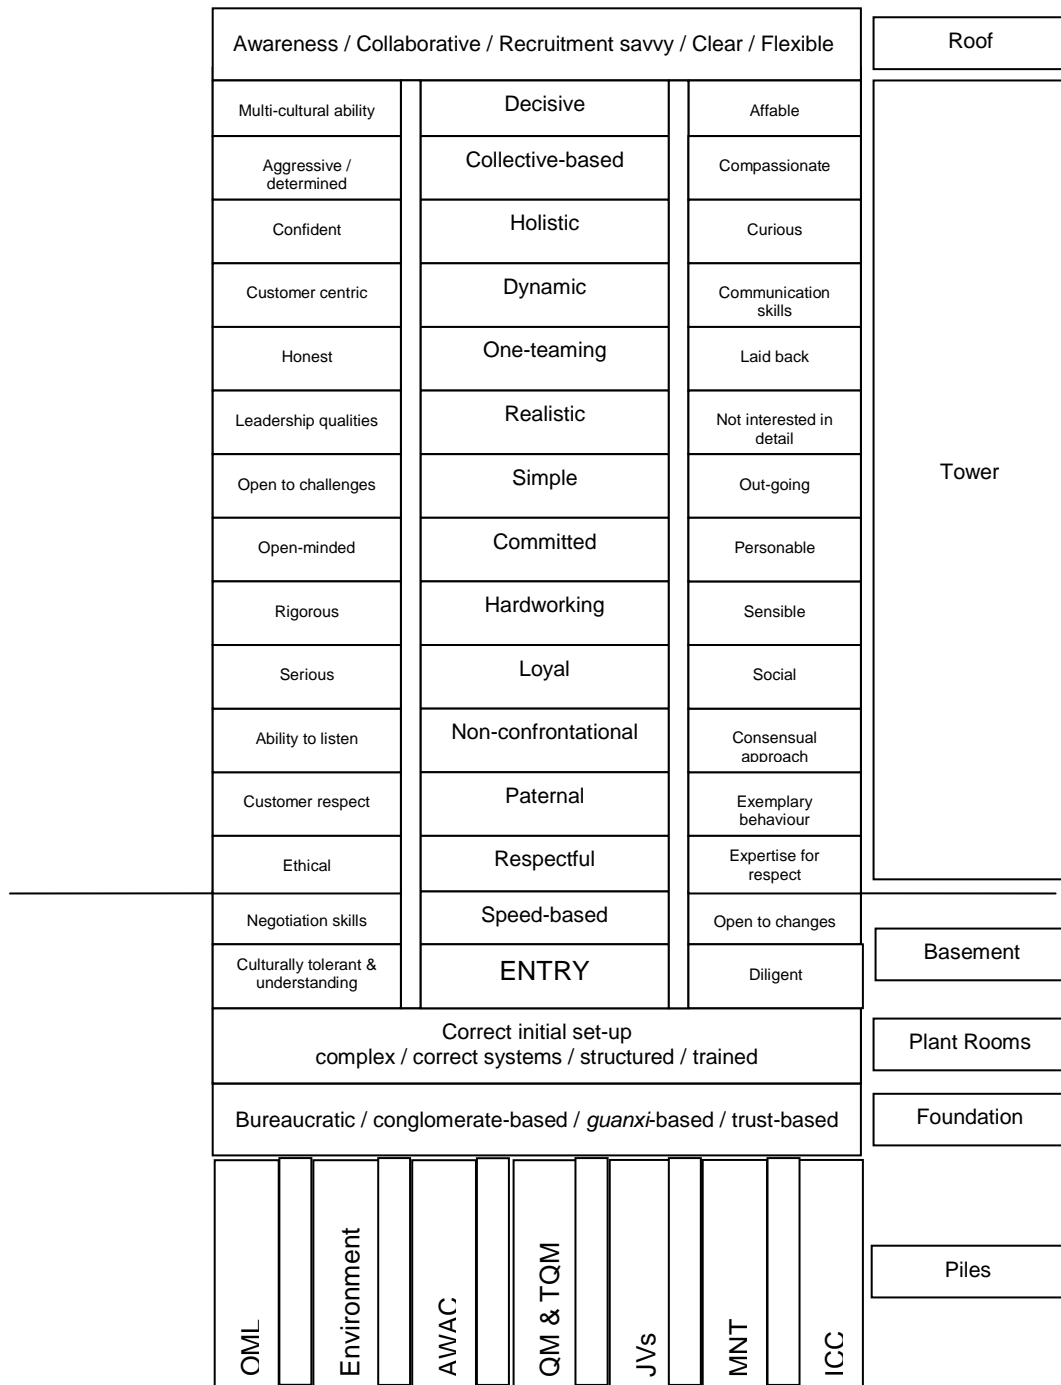 Awareness / Collaborative / Recruitment savvy / Clear / Flexible
Roof
Multi-cultural ability
Decisive
Affable
Aggressive /
determined
Collective-based
Compassionate
Confident
Holistic
Curious
Customer centric
Dynamic
Communication
skills
Honest
One-teaming
Laid back
Leadership qualities
Realistic
Not interested in
detail
Tower
Open to challenges
Simple
Out-going
Open-minded
Committed
Personable
Rigorous
Hardworking
Sensible
Serious
Loyal
Social
Ability to listen
Non-confrontational
Consensual
approach
Customer respect
Paternal
Exemplary
behaviour
Ethical
Respectful
Expertise for
respect
Negotiation skills
Speed-based
Open to changes
Basement
Culturally tolerant &
understanding
ENTRY
Diligent
Correct initial set-up
complex / correct systems / structured / trained
Plant Rooms
Bureaucratic / conglomerate-based / guanxi-based / trust-based
Foundation
OML
Environment
AWAC
QM & TQM
JVs
MNT
ICC
Piles